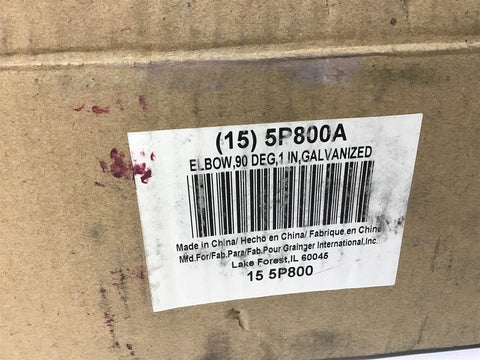 (15) 5P800A
ELBOW,90 DEG,1 IN,GALVANIZED
Made in China/ Hecho en China/ Fabrique en Chine
Mfd.For/Fab.Para/Fab.Pour Grainger International,Inc.
Lake Forest,IL 60045
15 5P800